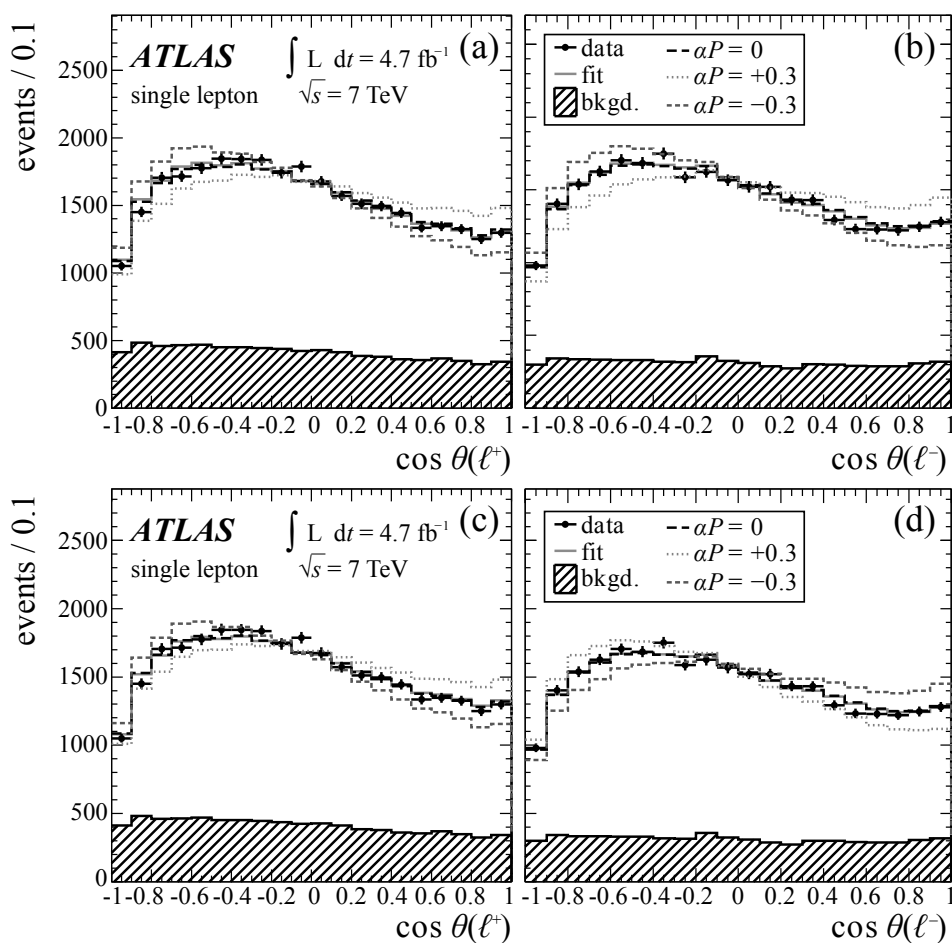 (a)
(b)
ATLAS
∫ L dt = 4.7 fb⁻¹
single lepton
√s = 7 TeV
data
fit
bkgd.
αP = 0
αP = +0.3
αP = −0.3
events / 0.1
2500
2000
1500
1000
500
0
-1 -0.8 -0.6 -0.4 -0.2 0 0.2 0.4 0.6 0.8 1
-1 -0.8 -0.6 -0.4 -0.2 0 0.2 0.4 0.6 0.8 1
cos θ(ℓ⁺)
cos θ(ℓ⁻)
(c)
(d)
ATLAS
∫ L dt = 4.7 fb⁻¹
single lepton
√s = 7 TeV
data
fit
bkgd.
αP = 0
αP = +0.3
αP = −0.3
events / 0.1
2500
2000
1500
1000
500
0
-1 -0.8 -0.6 -0.4 -0.2 0 0.2 0.4 0.6 0.8 1
-1 -0.8 -0.6 -0.4 -0.2 0 0.2 0.4 0.6 0.8 1
cos θ(ℓ⁺)
cos θ(ℓ⁻)